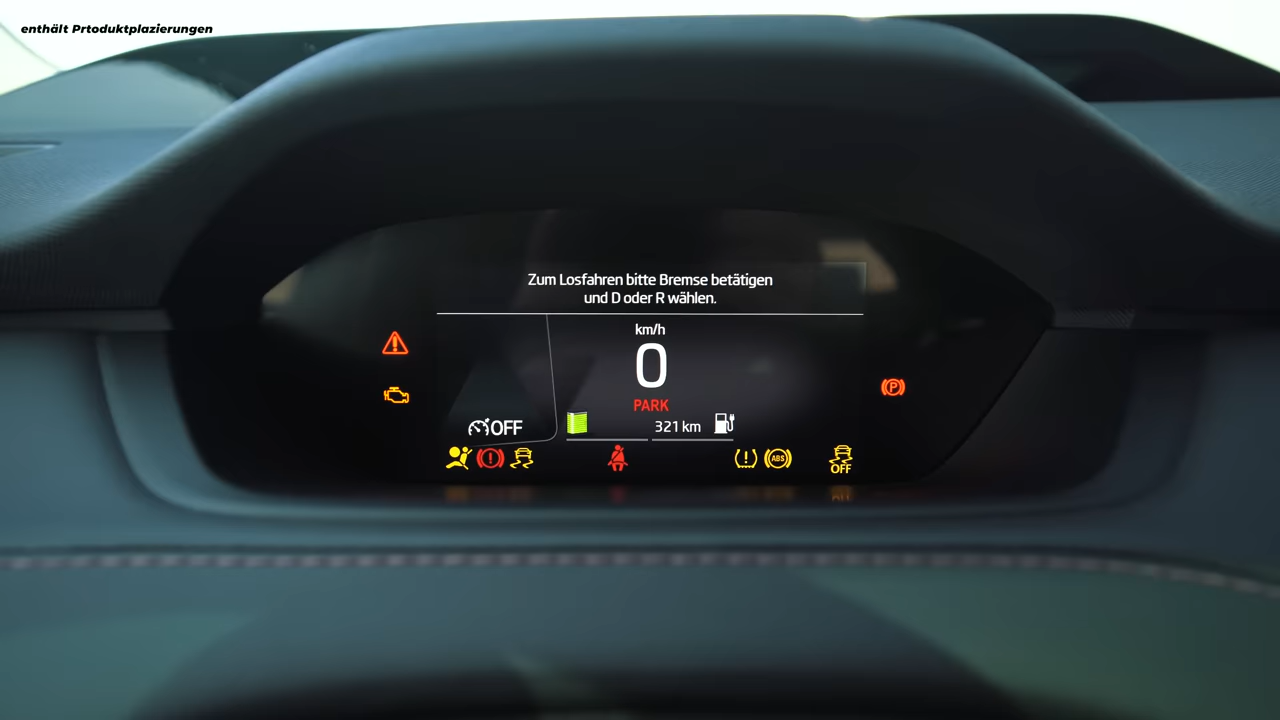 enthält Prtoduktplazierungen
Zum Losfahren bitte Bremse betätigen
und D oder R wählen.
km/h
0
PARK
OFF
321 km
P
ABS
OFF